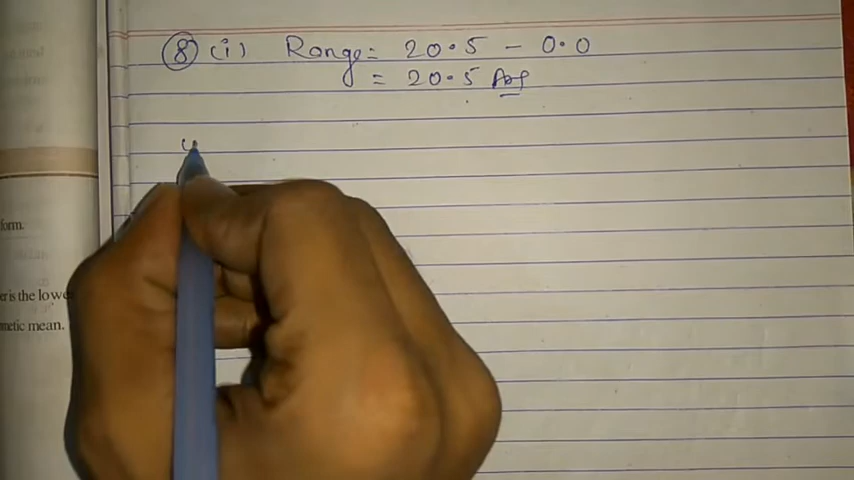 8 (i) Range = 20.5 - 0.0
= 20.5 Ans
form.
er is the lowe
metic mean.